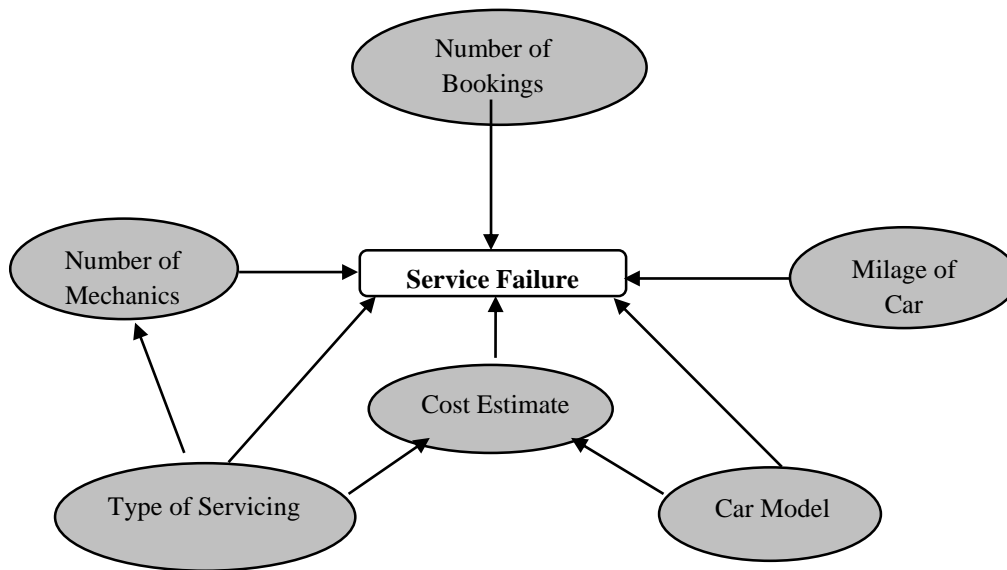 Number of
Bookings
Number of
Mechanics
Service Failure
Milage of
Car
Cost Estimate
Type of Servicing
Car Model